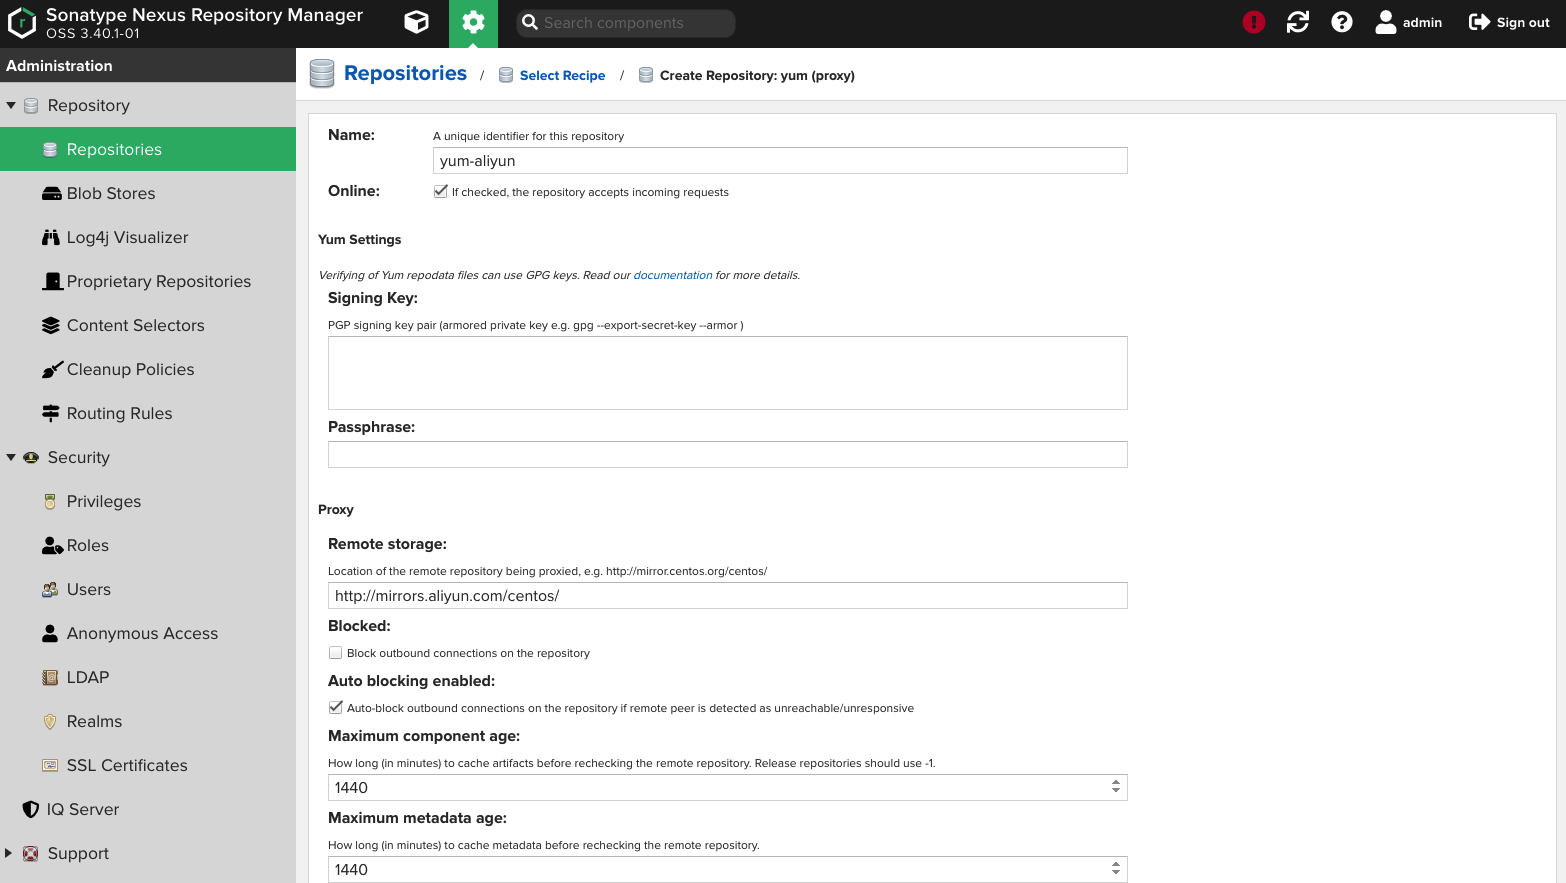 Sonatype Nexus Repository Manager
OSS 3.40.1-01
Search components
admin
Sign out
Administration
Repository
Repositories
Blob Stores
Log4j Visualizer
Proprietary Repositories
Content Selectors
Cleanup Policies
Routing Rules
Security
Privileges
Roles
Users
Anonymous Access
LDAP
Realms
SSL Certificates
IQ Server
Support
Repositories / Select Recipe / Create Repository: yum (proxy)
Name: A unique identifier for this repository
yum-aliyun
Online: If checked, the repository accepts incoming requests
Yum Settings
Verifying of Yum repodata files can use GPG keys. Read our documentation for more details.
Signing Key:
PGP signing key pair (armored private key e.g. gpg --export-secret-key --armor )
Passphrase:
Proxy
Remote storage:
Location of the remote repository being proxied, e.g. http://mirror.centos.org/centos/
http://mirrors.aliyun.com/centos/
Blocked:
Block outbound connections on the repository
Auto blocking enabled:
Auto-block outbound connections on the repository if remote peer is detected as unreachable/unresponsive
Maximum component age:
How long (in minutes) to cache artifacts before rechecking the remote repository. Release repositories should use -1.
1440
Maximum metadata age:
How long (in minutes) to cache metadata before rechecking the remote repository.
1440